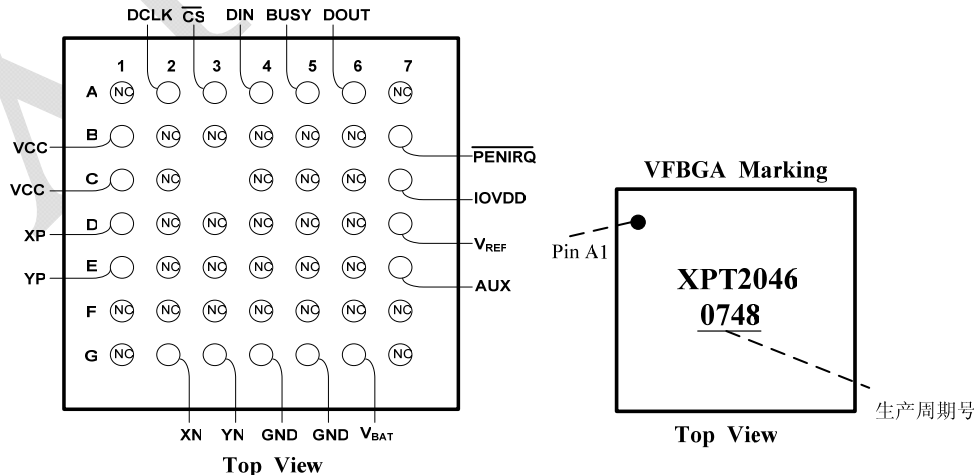 DCLK C̅S̅ DIN BUSY DOUT
1 2 3 4 5 6 7
A NC NC
B NC NC NC NC NC
VCC P̅E̅N̅I̅R̅Q̅
C NC NC NC NC
VCC IOVDD
D NC NC NC NC NC
XP VREF
E NC NC NC NC NC
YP AUX
F NC NC NC NC NC NC NC
G NC NC
XN YN GND GND VBAT
Top View
VFBGA Marking
Pin A1
XPT2046
0748
生产周期号
Top View